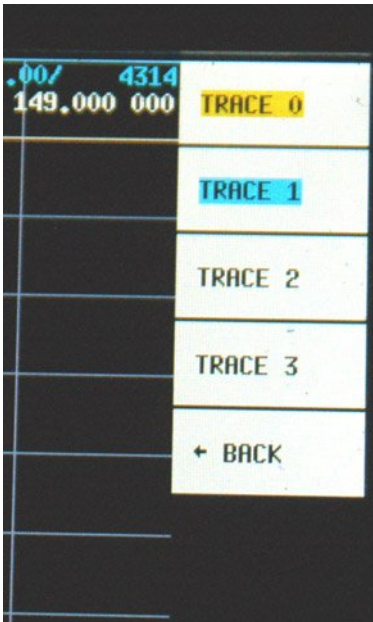 .00/ 4314
149.000 000
TRACE 0
TRACE 1
TRACE 2
TRACE 3
← BACK